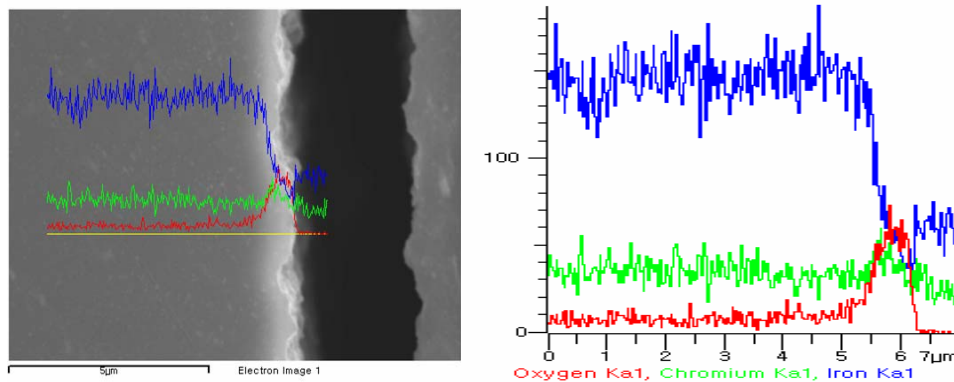 5µm
Electron Image 1
100
0
0 1 2 3 4 5 6 7µm
Oxygen Ka1, Chromium Ka1, Iron Ka1